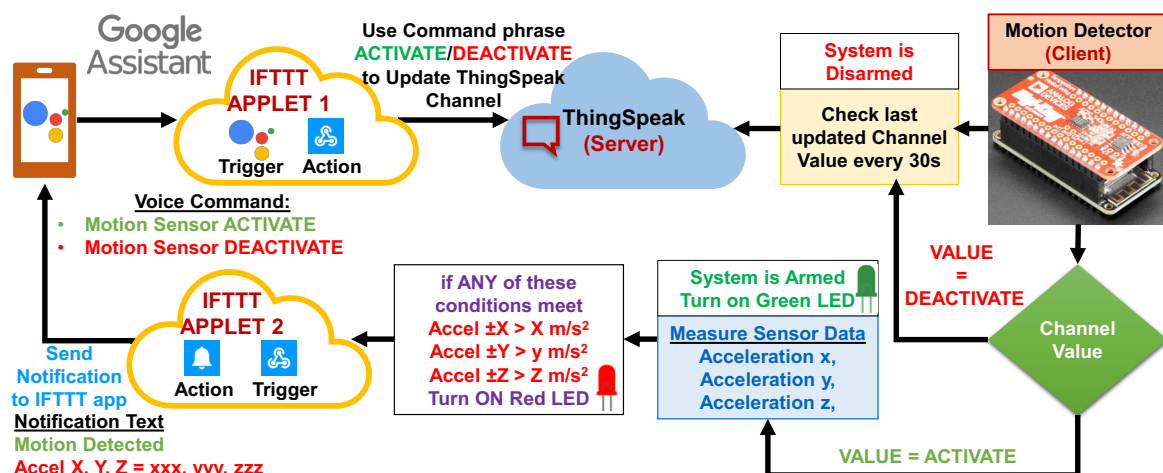 Google
Assistant
IFTTT
APPLET 1
Trigger
Action
Use Command phrase
ACTIVATE/DEACTIVATE
to Update ThingSpeak
Channel
ThingSpeak
(Server)
System is
Disarmed
Check last
updated Channel
Value every 30s
Motion Detector
(Client)
Voice Command:
• Motion Sensor ACTIVATE
• Motion Sensor DEACTIVATE
VALUE
=
DEACTIVATE
Channel
Value
VALUE = ACTIVATE
System is Armed
Turn on Green LED
Measure Sensor Data
Acceleration x,
Acceleration y,
Acceleration z,
if ANY of these
conditions meet
Accel ±X > X m/s²
Accel ±Y > y m/s²
Accel ±Z > Z m/s²
Turn ON Red LED
IFTTT
APPLET 2
Action
Trigger
Send
Notification
to IFTTT app
Notification Text
Motion Detected
Accel X, Y, Z = xxx, yyy, zzz